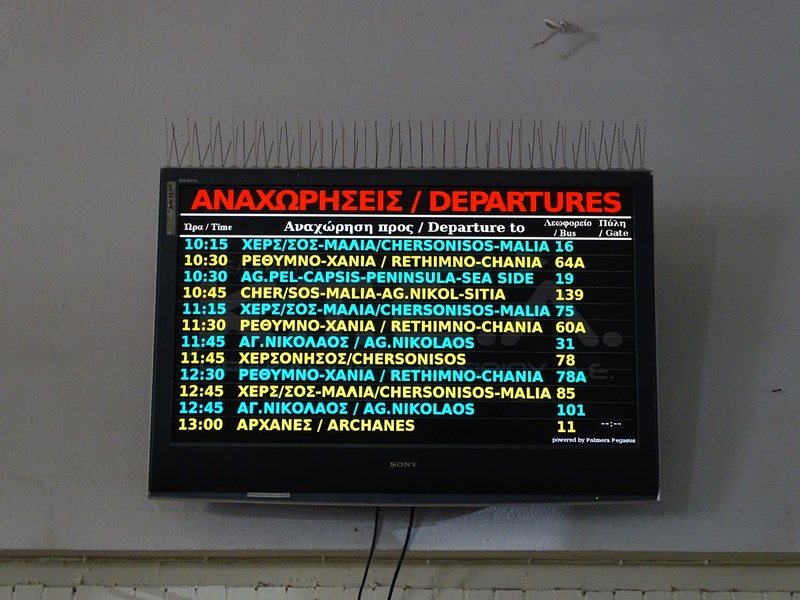 BRAVIA
ΑΝΑΧΩΡΗΣΕΙΣ / DEPARTURES
Ώρα / Time Αναχώρηση προς / Departure to Λεωφορείο / Bus Πύλη / Gate
10:15 ΧΕΡΣ/ΣΟΣ-ΜΑΛΙΑ/CHERSONISOS-MALIA 16
10:30 ΡΕΘΥΜΝΟ-ΧΑΝΙΑ / RETHIMNO-CHANIA 64A
10:30 AG.PEL-CAPSIS-PENINSULA-SEA SIDE 19
10:45 CHER/SOS-MALIA-AG.NIKOL-SITIA 139
11:15 ΧΕΡΣ/ΣΟΣ-ΜΑΛΙΑ/CHERSONISOS-MALIA 75
11:30 ΡΕΘΥΜΝΟ-ΧΑΝΙΑ / RETHIMNO-CHANIA 60A
11:45 ΑΓ.ΝΙΚΟΛΑΟΣ / AG.NIKOLAOS 31
11:45 ΧΕΡΣΟΝΗΣΟΣ/CHERSONISOS 78
12:30 ΡΕΘΥΜΝΟ-ΧΑΝΙΑ / RETHIMNO-CHANIA 78A
12:45 ΧΕΡΣ/ΣΟΣ-ΜΑΛΙΑ/CHERSONISOS-MALIA 85
12:45 ΑΓ.ΝΙΚΟΛΑΟΣ / AG.NIKOLAOS 101
13:00 ΑΡΧΑΝΕΣ / ARCHANES 11 --:--
powered by Palmera Pegasus
SONY